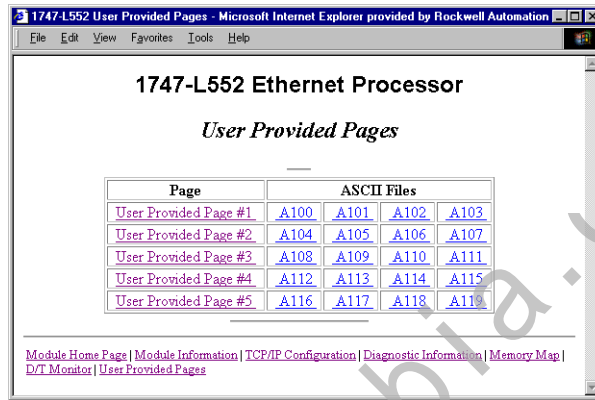 1747-L552 User Provided Pages - Microsoft Internet Explorer provided by Rockwell Automation
File Edit View Favorites Tools Help
1747-L552 Ethernet Processor
User Provided Pages
Page ASCII Files
User Provided Page #1 A100 A101 A102 A103
User Provided Page #2 A104 A105 A106 A107
User Provided Page #3 A108 A109 A110 A111
User Provided Page #4 A112 A113 A114 A115
User Provided Page #5 A116 A117 A118 A119
Module Home Page | Module Information | TCP/IP Configuration | Diagnostic Information | Memory Map |
D/T Monitor | User Provided Pages
bia.